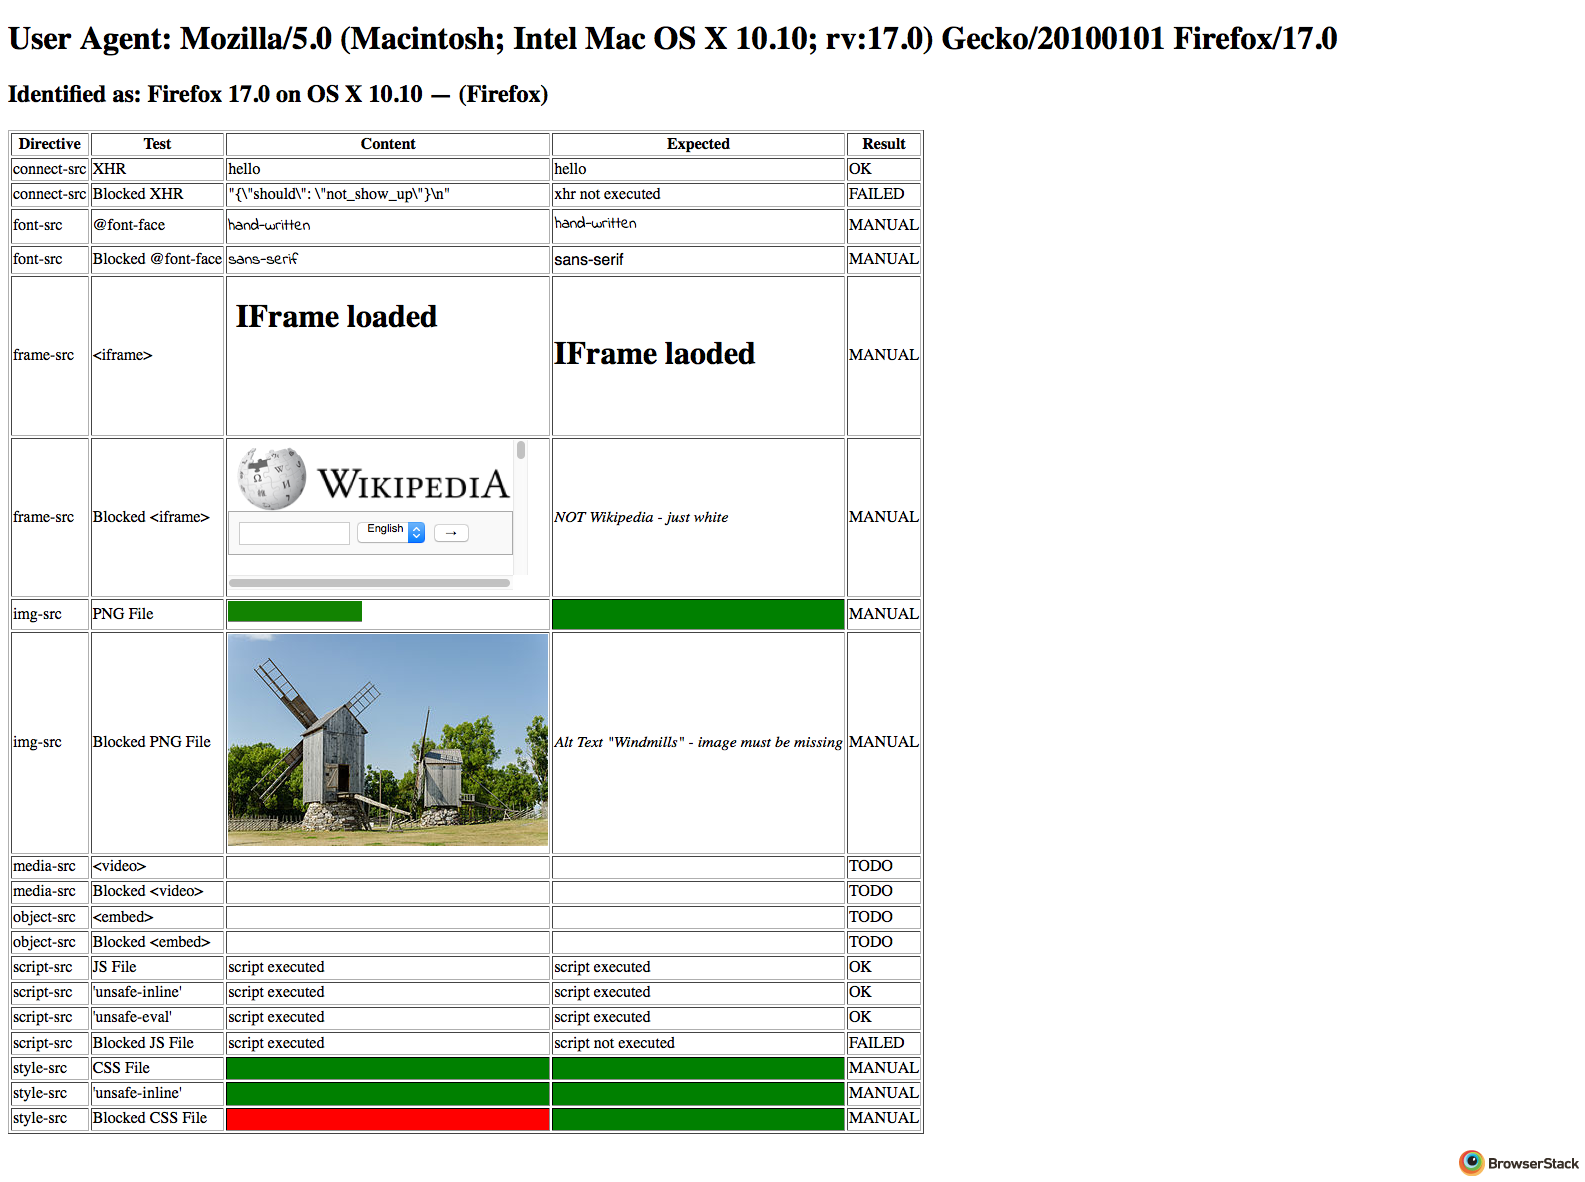 User Agent: Mozilla/5.0 (Macintosh; Intel Mac OS X 10.10; rv:17.0) Gecko/20100101 Firefox/17.0
Identified as: Firefox 17.0 on OS X 10.10 — (Firefox)
Directive Test Content Expected Result
connect-src XHR hello hello OK
connect-src Blocked XHR "{\"should\": \"not_show_up\"}\n" xhr not executed FAILED
font-src @font-face hand-written hand-written MANUAL
font-src Blocked @font-face sans-serif sans-serif MANUAL
frame-src <iframe> IFrame loaded IFrame laoded MANUAL
frame-src Blocked <iframe> WIKIPEDIA English → NOT Wikipedia - just white MANUAL
img-src PNG File MANUAL
img-src Blocked PNG File Alt Text "Windmills" - image must be missing MANUAL
media-src <video> TODO
media-src Blocked <video> TODO
object-src <embed> TODO
object-src Blocked <embed> TODO
script-src JS File script executed script executed OK
script-src 'unsafe-inline' script executed script executed OK
script-src 'unsafe-eval' script executed script executed OK
script-src Blocked JS File script executed script not executed FAILED
style-src CSS File MANUAL
style-src 'unsafe-inline' MANUAL
style-src Blocked CSS File MANUAL
BrowserStack